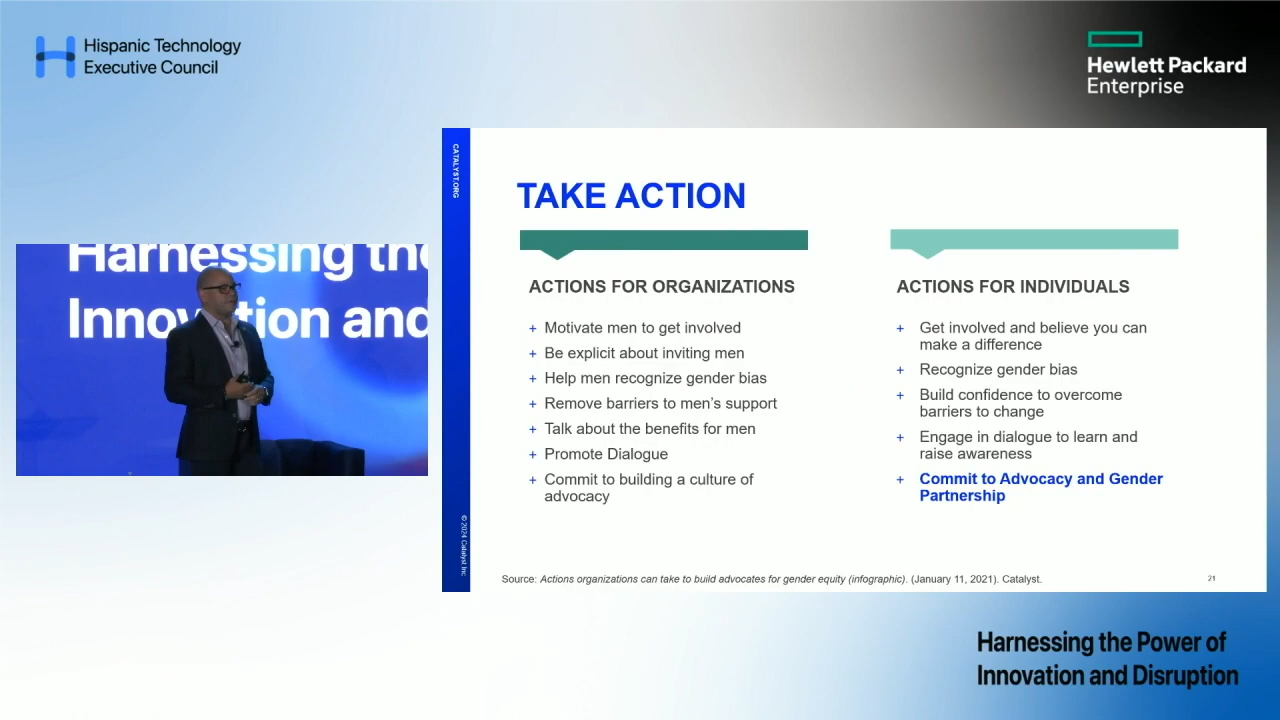 Hispanic Technology
Executive Council
Hewlett Packard
Enterprise
Harnessing the
Innovation and
CATALYST.ORG
TAKE ACTION
ACTIONS FOR ORGANIZATIONS
+ Motivate men to get involved
+ Be explicit about inviting men
+ Help men recognize gender bias
+ Remove barriers to men’s support
+ Talk about the benefits for men
+ Promote Dialogue
+ Commit to building a culture of
advocacy
ACTIONS FOR INDIVIDUALS
+ Get involved and believe you can
make a difference
+ Recognize gender bias
+ Build confidence to overcome
barriers to change
+ Engage in dialogue to learn and
raise awareness
+ Commit to Advocacy and Gender
Partnership
© 2024 Catalyst Inc
Source: Actions organizations can take to build advocates for gender equity (infographic). (January 11, 2021). Catalyst.
21
Harnessing the Power of
Innovation and Disruption